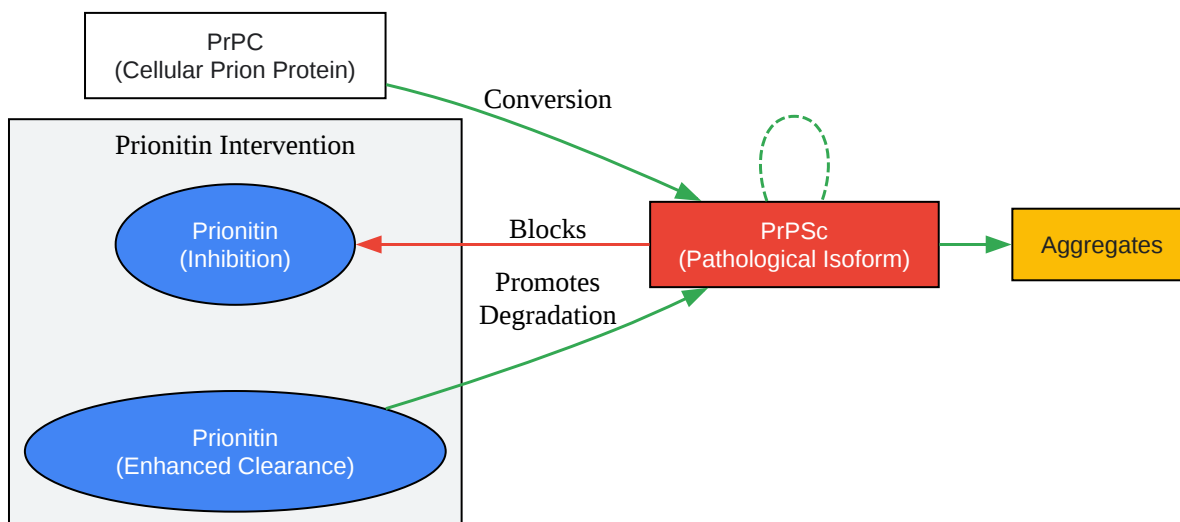 PrPC
(Cellular Prion Protein)
Conversion
Prionitin Intervention
Prionitin
(Inhibition)
Blocks
PrPSc
(Pathological Isoform)
Aggregates
Promotes
Degradation
Prionitin
(Enhanced Clearance)